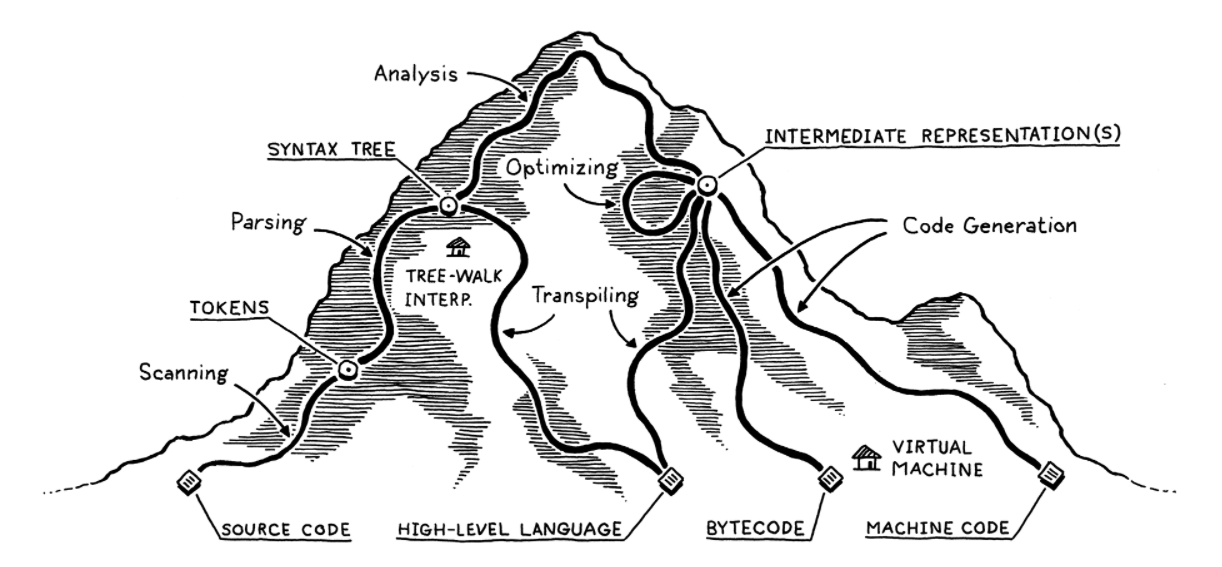 Analysis
INTERMEDIATE REPRESENTATION(S)
SYNTAX TREE
Optimizing
Parsing
Code Generation
TREE-WALK
INTERP.
Transpiling
TOKENS
Scanning
VIRTUAL
MACHINE
SOURCE CODE
HIGH-LEVEL LANGUAGE
BYTECODE
MACHINE CODE